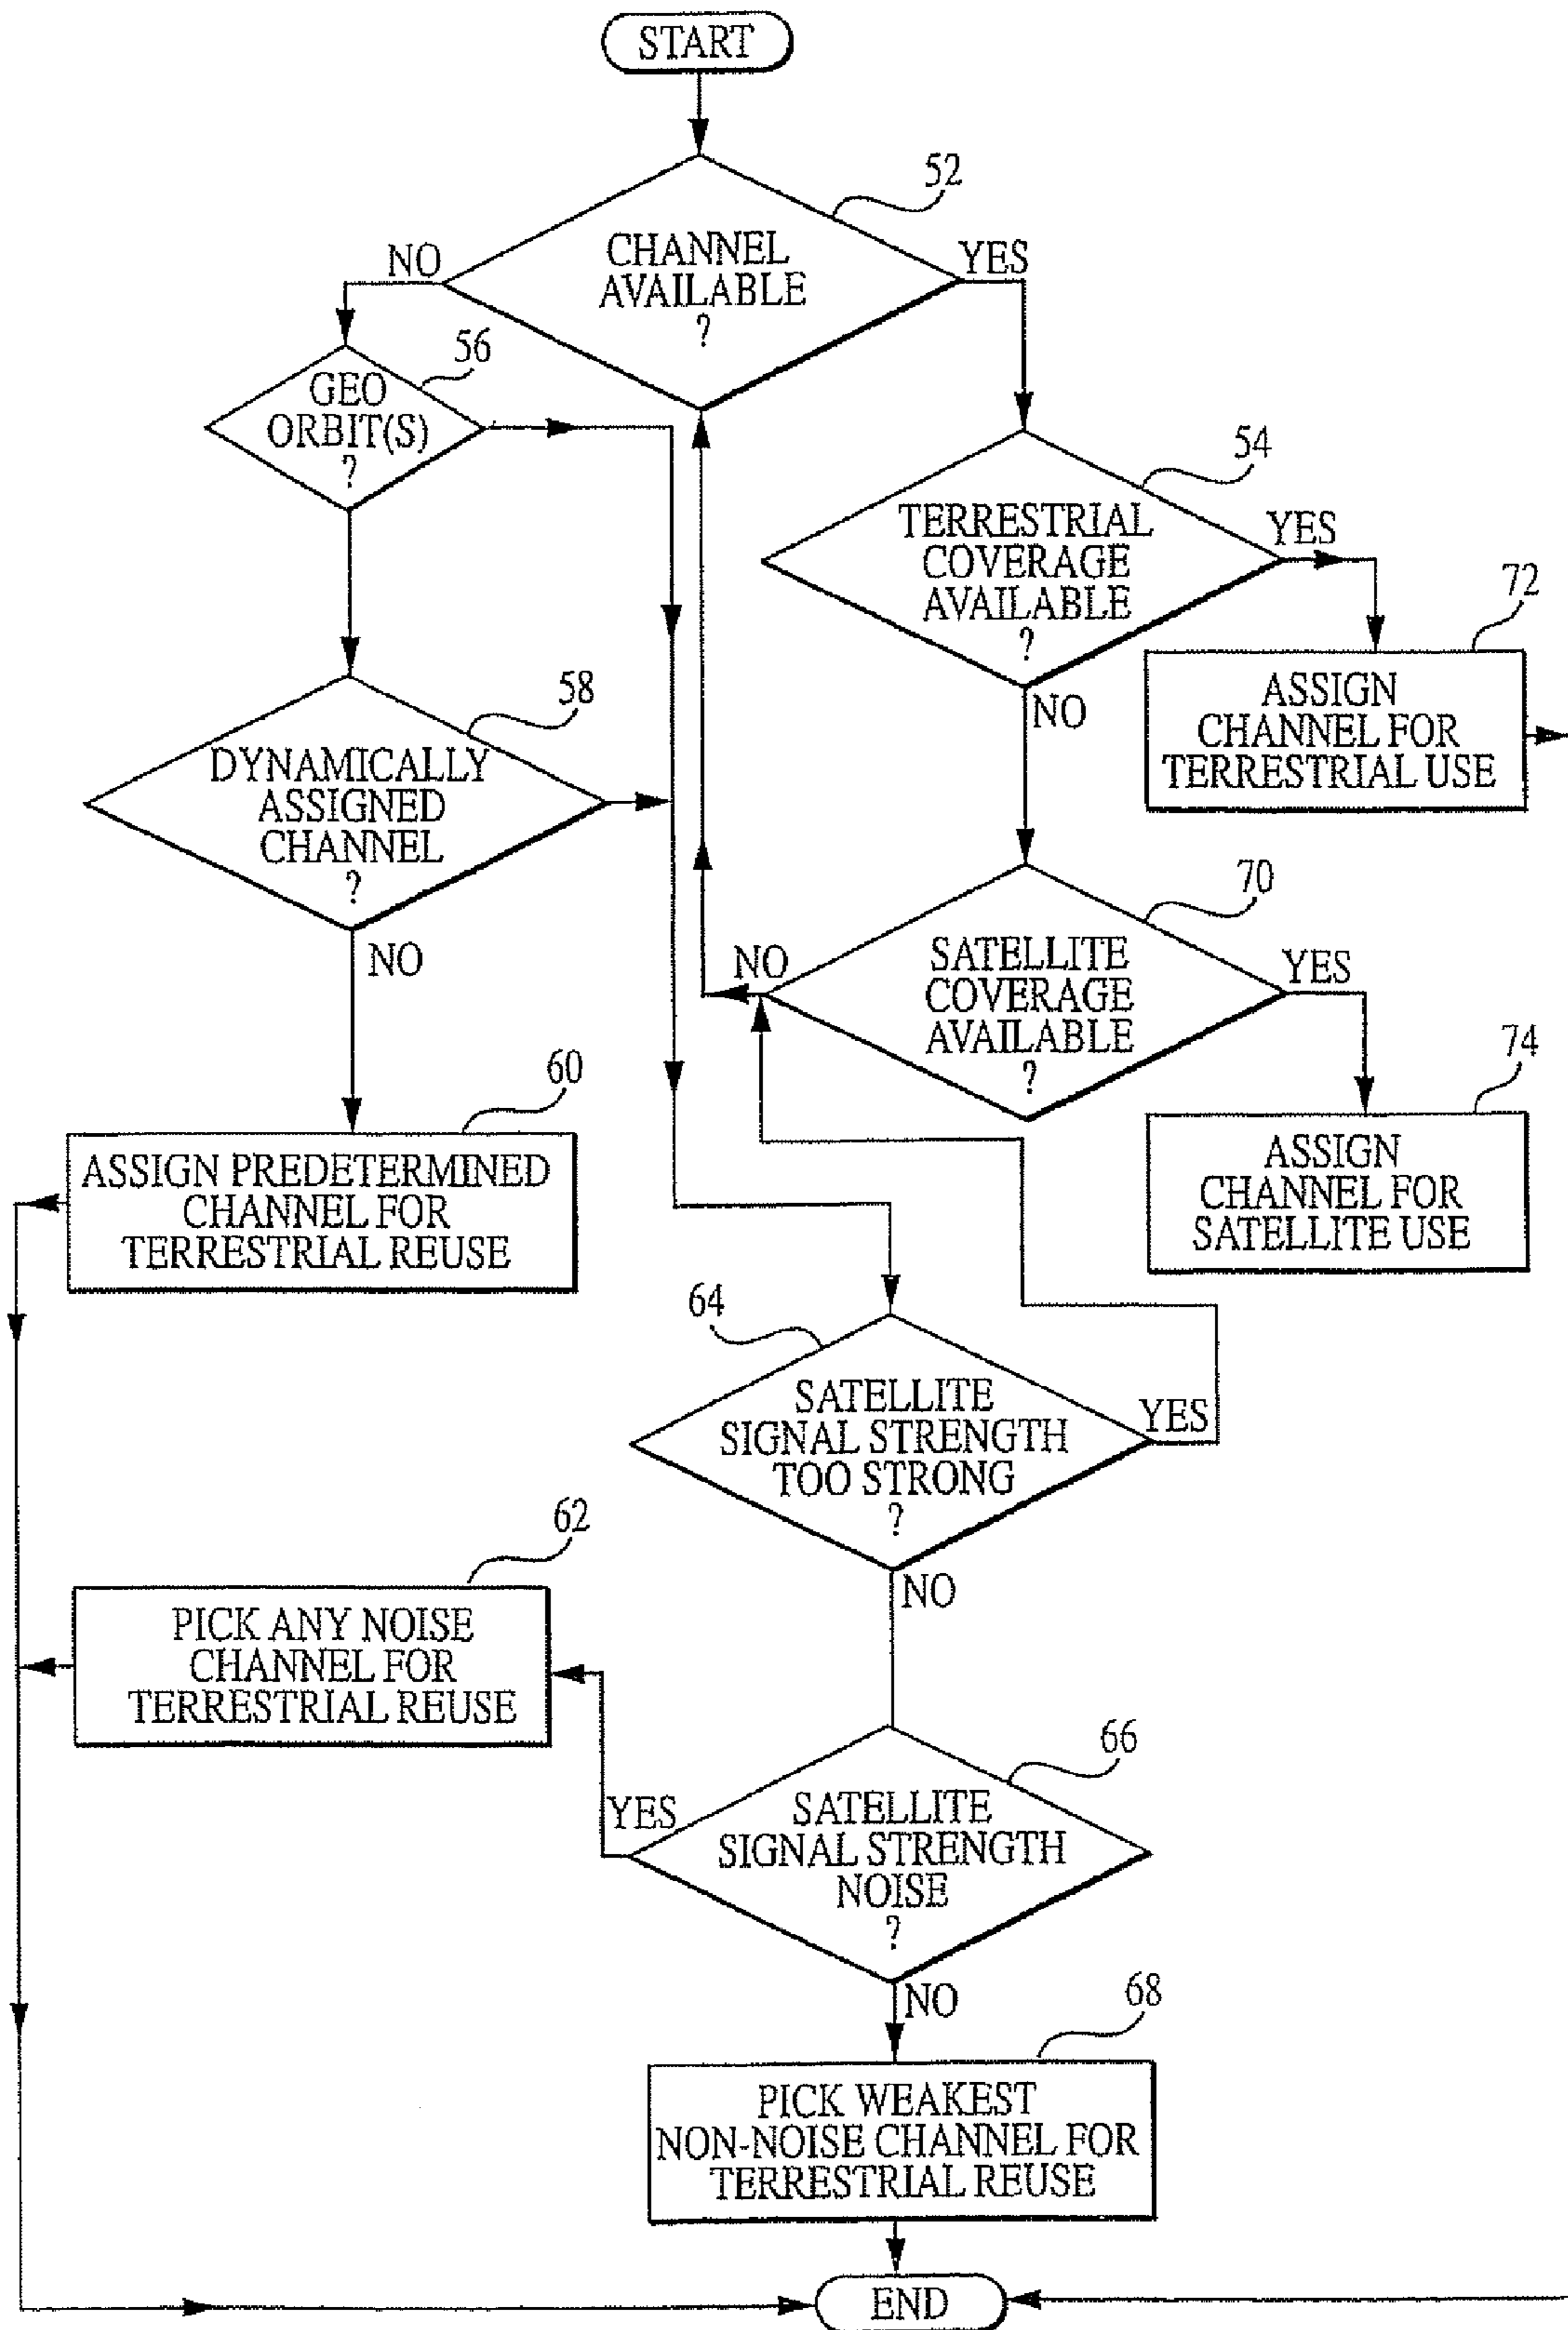 START
52
CHANNEL
AVAILABLE
?
NO
YES
56
GEO
ORBIT(S)
?
54
TERRESTRIAL
COVERAGE
AVAILABLE
?
YES
NO
72
ASSIGN
CHANNEL FOR
TERRESTRIAL USE
58
DYNAMICALLY
ASSIGNED
CHANNEL
?
NO
70
SATELLITE
COVERAGE
AVAILABLE
?
NO
YES
74
ASSIGN
CHANNEL FOR
SATELLITE USE
60
ASSIGN PREDETERMINED
CHANNEL FOR
TERRESTRIAL REUSE
64
SATELLITE
SIGNAL STRENGTH
TOO STRONG
?
YES
NO
62
PICK ANY NOISE
CHANNEL FOR
TERRESTRIAL REUSE
66
SATELLITE
SIGNAL STRENGTH
NOISE
?
YES
NO
68
PICK WEAKEST
NON-NOISE CHANNEL FOR
TERRESTRIAL REUSE
END